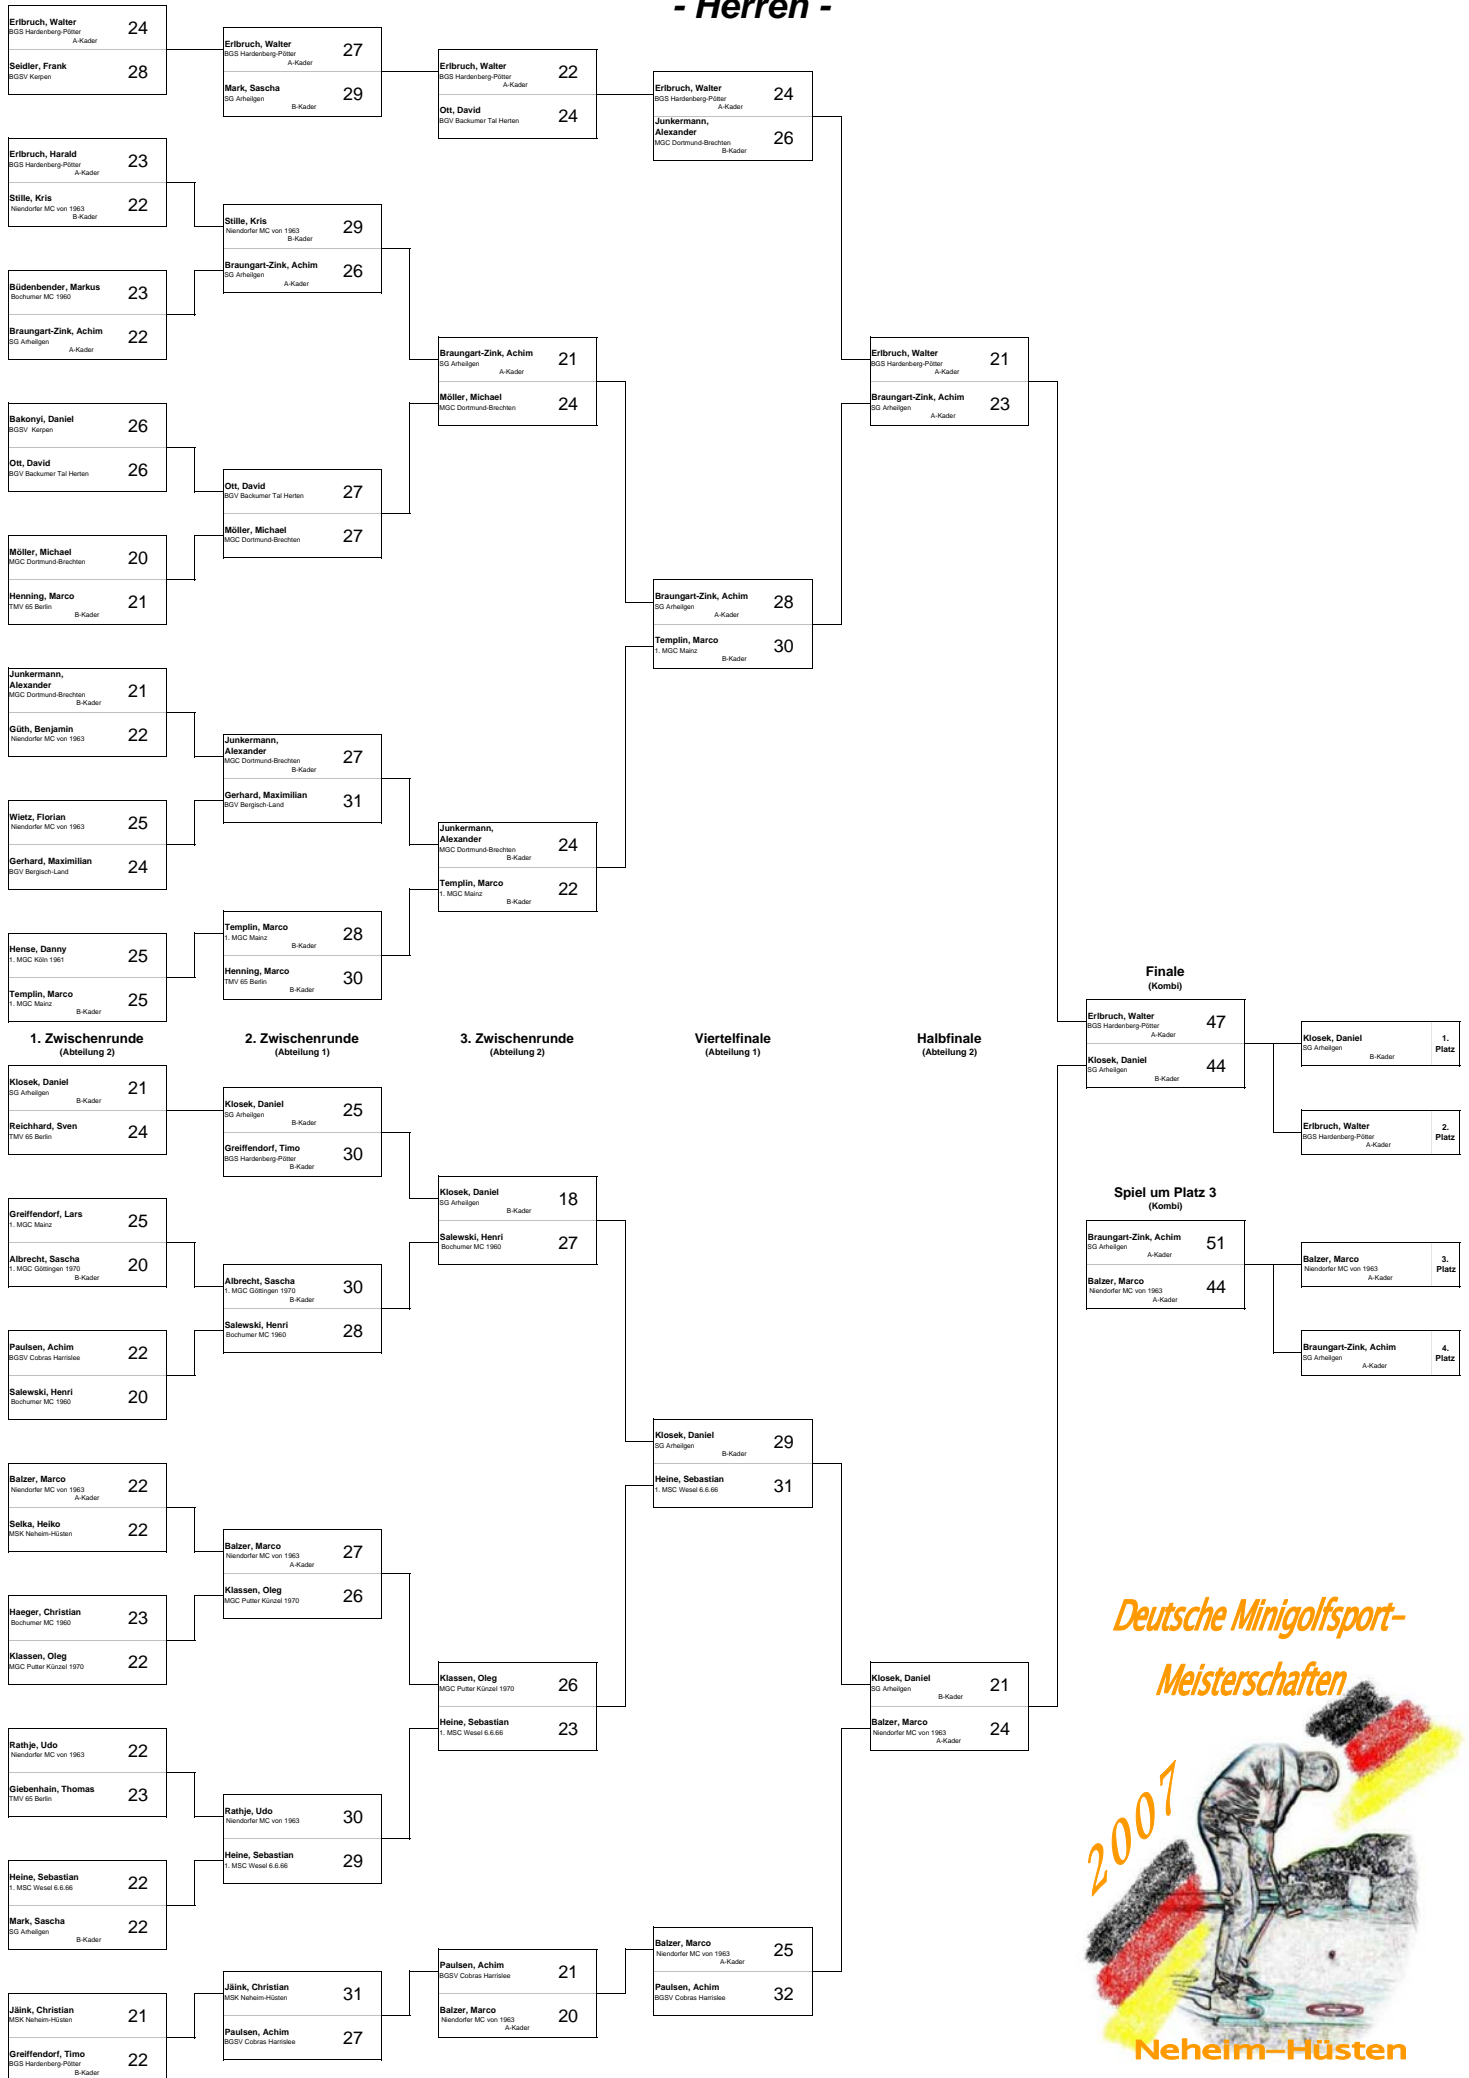 - Herren -
Erlbruch, Walter
BGS Hardenberg-Pötter
A-Kader
24
Seidler, Frank
BGSV Kerpen
28
Erlbruch, Harald
BGS Hardenberg-Pötter
A-Kader
23
Stille, Kris
Niendorfer MC von 1963
B-Kader
22
Büdenbender, Markus
Bochumer MC 1960
23
Braungart-Zink, Achim
SG Arheilgen
A-Kader
22
Bakonyi, Daniel
BGSV Kerpen
26
Ott, David
BGV Backumer Tal Herten
26
Möller, Michael
MGC Dortmund-Brechten
20
Henning, Marco
TMV 65 Berlin
B-Kader
21
Junkermann,
Alexander
MGC Dortmund-Brechten
B-Kader
21
Güth, Benjamin
Niendorfer MC von 1963
22
Wietz, Florian
Niendorfer MC von 1963
25
Gerhard, Maximilian
BGV Bergisch-Land
24
Hense, Danny
1. MGC Köln 1961
25
Templin, Marco
1. MGC Mainz
B-Kader
25
Erlbruch, Walter
BGS Hardenberg-Pötter
A-Kader
27
Mark, Sascha
SG Arheilgen
B-Kader
29
Stille, Kris
Niendorfer MC von 1963
B-Kader
29
Braungart-Zink, Achim
SG Arheilgen
A-Kader
26
Ott, David
BGV Backumer Tal Herten
27
Möller, Michael
MGC Dortmund-Brechten
27
Junkermann,
Alexander
MGC Dortmund-Brechten
B-Kader
27
Gerhard, Maximilian
BGV Bergisch-Land
31
Templin, Marco
1. MGC Mainz
B-Kader
28
Henning, Marco
TMV 65 Berlin
B-Kader
30
Erlbruch, Walter
BGS Hardenberg-Pötter
A-Kader
22
Ott, David
BGV Backumer Tal Herten
24
Braungart-Zink, Achim
SG Arheilgen
A-Kader
21
Möller, Michael
MGC Dortmund-Brechten
24
Junkermann,
Alexander
MGC Dortmund-Brechten
B-Kader
24
Templin, Marco
1. MGC Mainz
B-Kader
22
Erlbruch, Walter
BGS Hardenberg-Pötter
A-Kader
24
Junkermann,
Alexander
MGC Dortmund-Brechten
B-Kader
26
Braungart-Zink, Achim
SG Arheilgen
A-Kader
28
Templin, Marco
1. MGC Mainz
B-Kader
30
Erlbruch, Walter
BGS Hardenberg-Pötter
A-Kader
21
Braungart-Zink, Achim
SG Arheilgen
A-Kader
23
1. Zwischenrunde
(Abteilung 2)
2. Zwischenrunde
(Abteilung 1)
3. Zwischenrunde
(Abteilung 2)
Viertelfinale
(Abteilung 1)
Halbfinale
(Abteilung 2)
Finale
(Kombi)
Erlbruch, Walter
BGS Hardenberg-Pötter
A-Kader
47
Klosek, Daniel
SG Arheilgen
B-Kader
44
Klosek, Daniel
SG Arheilgen
B-Kader
1.
Platz
Erlbruch, Walter
BGS Hardenberg-Pötter
A-Kader
2.
Platz
Spiel um Platz 3
(Kombi)
Braungart-Zink, Achim
SG Arheilgen
A-Kader
51
Balzer, Marco
Niendorfer MC von 1963
A-Kader
44
Balzer, Marco
Niendorfer MC von 1963
A-Kader
3.
Platz
Braungart-Zink, Achim
SG Arheilgen
A-Kader
4.
Platz
Klosek, Daniel
SG Arheilgen
B-Kader
21
Reichhard, Sven
TMV 65 Berlin
24
Greiffendorf, Lars
1. MGC Mainz
25
Albrecht, Sascha
1. MGC Göttingen 1970
B-Kader
20
Paulsen, Achim
BGSV Cobras Harrislee
22
Salewski, Henri
Bochumer MC 1960
20
Balzer, Marco
Niendorfer MC von 1963
A-Kader
22
Selka, Heiko
MSK Neheim-Hüsten
22
Haeger, Christian
Bochumer MC 1960
23
Klassen, Oleg
MGC Putter Künzel 1970
22
Rathje, Udo
Niendorfer MC von 1963
22
Giebenhain, Thomas
TMV 65 Berlin
23
Heine, Sebastian
1. MSC Wesel 6.6.66
22
Mark, Sascha
SG Arheilgen
B-Kader
22
Jäink, Christian
MSK Neheim-Hüsten
21
Greiffendorf, Timo
BGS Hardenberg-Pötter
B-Kader
22
Klosek, Daniel
SG Arheilgen
B-Kader
25
Greiffendorf, Timo
BGS Hardenberg-Pötter
B-Kader
30
Albrecht, Sascha
1. MGC Göttingen 1970
B-Kader
30
Salewski, Henri
Bochumer MC 1960
28
Balzer, Marco
Niendorfer MC von 1963
A-Kader
27
Klassen, Oleg
MGC Putter Künzel 1970
26
Rathje, Udo
Niendorfer MC von 1963
30
Heine, Sebastian
1. MSC Wesel 6.6.66
29
Jäink, Christian
MSK Neheim-Hüsten
31
Paulsen, Achim
BGSV Cobras Harrislee
27
Klosek, Daniel
SG Arheilgen
B-Kader
18
Salewski, Henri
Bochumer MC 1960
27
Klassen, Oleg
MGC Putter Künzel 1970
26
Heine, Sebastian
1. MSC Wesel 6.6.66
23
Paulsen, Achim
BGSV Cobras Harrislee
21
Balzer, Marco
Niendorfer MC von 1963
A-Kader
20
Klosek, Daniel
SG Arheilgen
B-Kader
29
Heine, Sebastian
1. MSC Wesel 6.6.66
31
Balzer, Marco
Niendorfer MC von 1963
A-Kader
25
Paulsen, Achim
BGSV Cobras Harrislee
32
Klosek, Daniel
SG Arheilgen
B-Kader
21
Balzer, Marco
Niendorfer MC von 1963
A-Kader
24
Deutsche Minigolfsport-
Meisterschaften
2007
Neheim-Hüsten